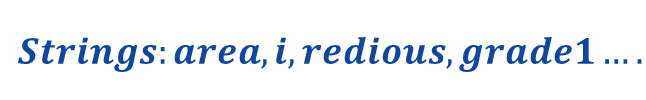 Strings: area, i, redious, grade1 ... .